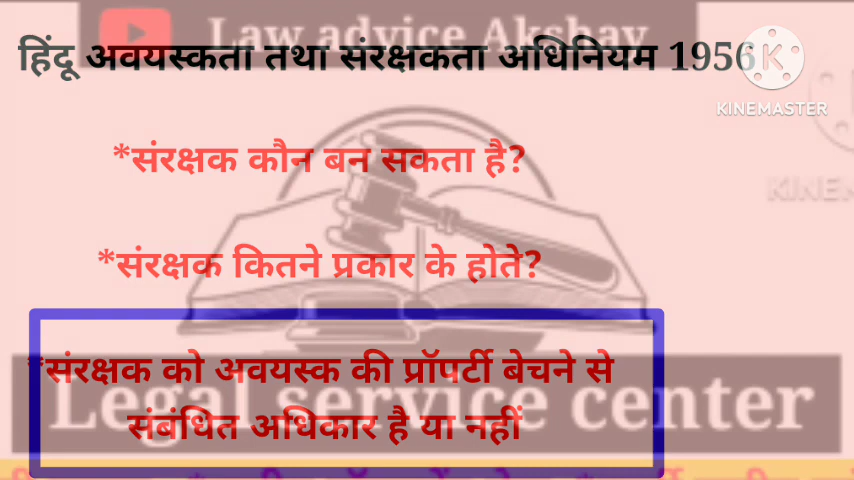 Law advice Akshay
हिंदू अवयस्कता तथा संरक्षकता अधिनियम 1956
KINEMASTER
*संरक्षक कौन बन सकता है?
KINEM
*संरक्षक कितने प्रकार के होते?
*संरक्षक को अवयस्क की प्रॉपर्टी बेचने से
संबंधित अधिकार है या नहीं
Legal service center